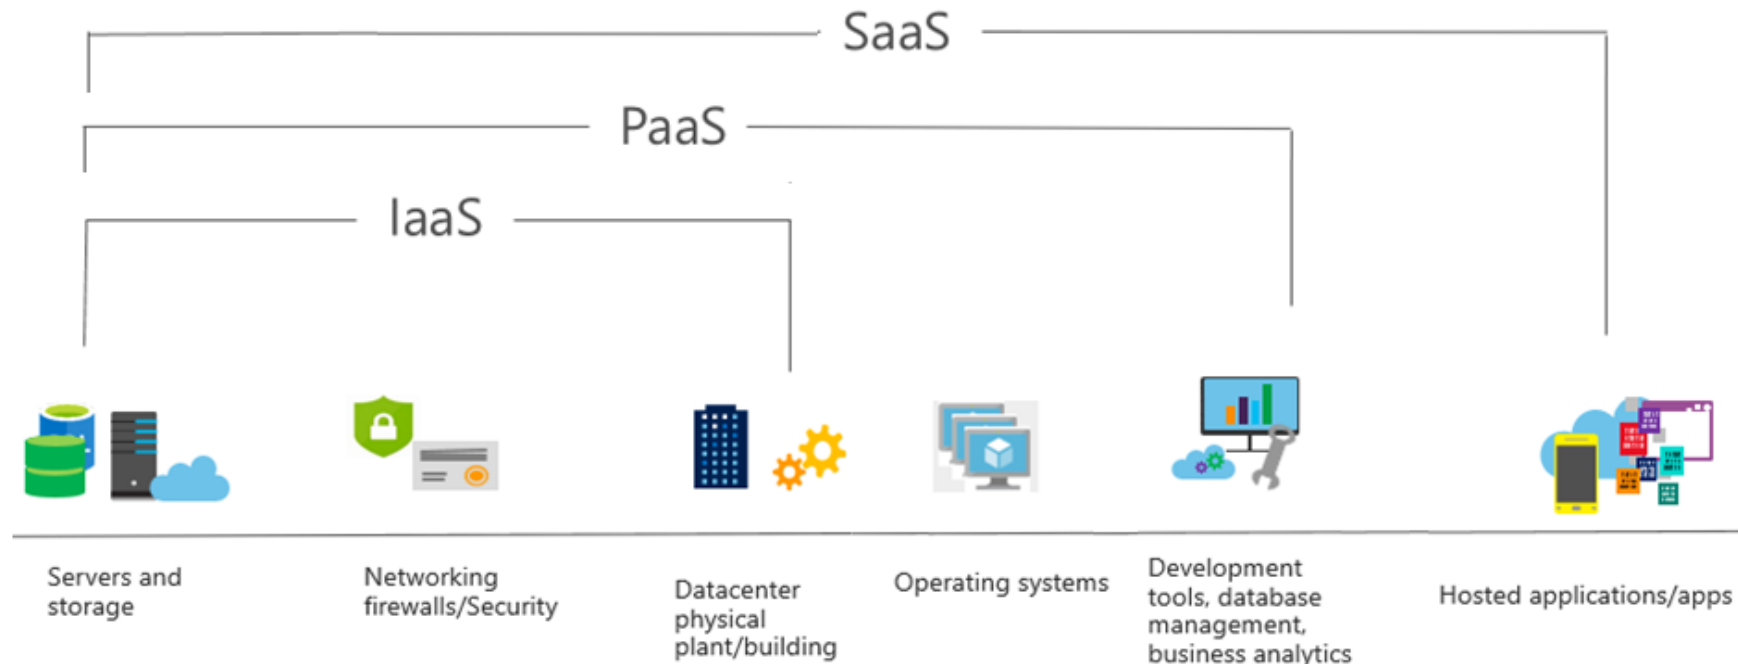 SaaS
PaaS
IaaS
Servers and
storage
Networking
firewalls/Security
Datacenter
physical
plant/building
Operating systems
Development
tools, database
management,
business analytics
Hosted applications/apps